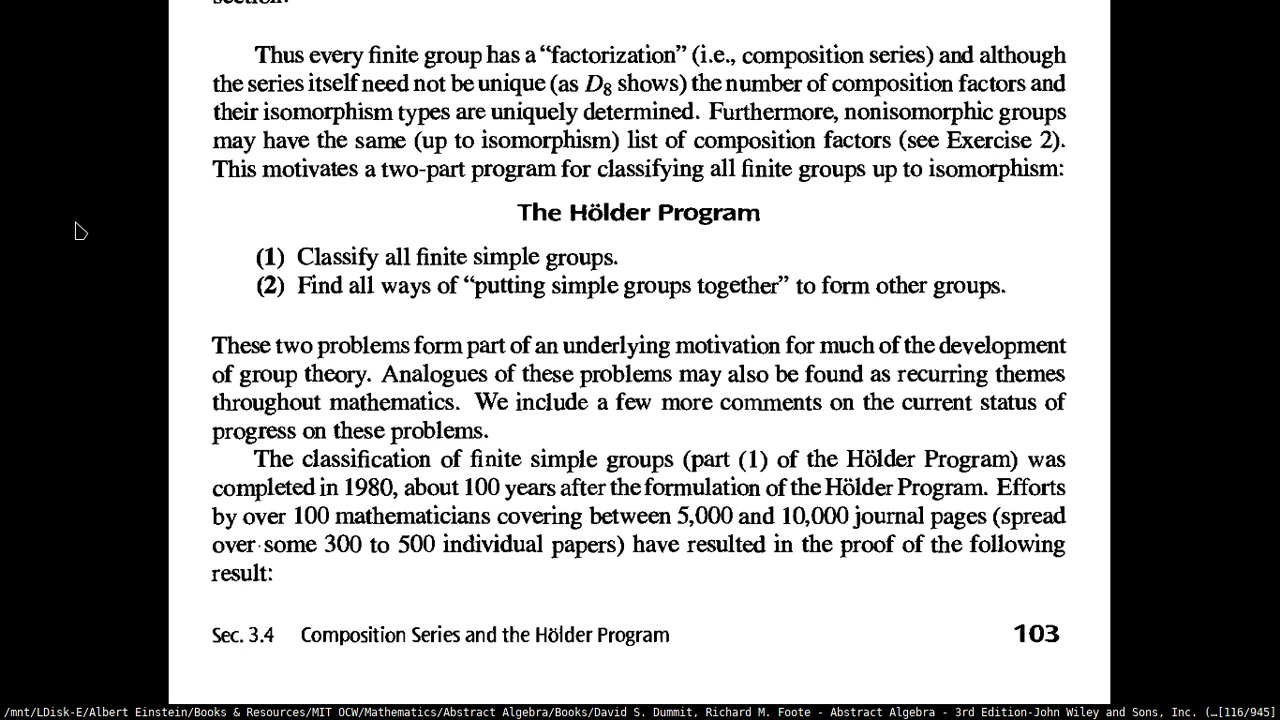 section.
Thus every finite group has a “factorization” (i.e., composition series) and although
the series itself need not be unique (as D₈ shows) the number of composition factors and
their isomorphism types are uniquely determined. Furthermore, nonisomorphic groups
may have the same (up to isomorphism) list of composition factors (see Exercise 2).
This motivates a two-part program for classifying all finite groups up to isomorphism:
The Hölder Program
(1) Classify all finite simple groups.
(2) Find all ways of “putting simple groups together” to form other groups.
These two problems form part of an underlying motivation for much of the development
of group theory. Analogues of these problems may also be found as recurring themes
throughout mathematics. We include a few more comments on the current status of
progress on these problems.
The classification of finite simple groups (part (1) of the Hölder Program) was
completed in 1980, about 100 years after the formulation of the Hölder Program. Efforts
by over 100 mathematicians covering between 5,000 and 10,000 journal pages (spread
over some 300 to 500 individual papers) have resulted in the proof of the following
result:
Sec. 3.4 Composition Series and the Hölder Program 103
/mnt/LDisk-E/Albert Einstein/Books & Resources/MIT OCW/Mathematics/Abstract Algebra/Books/David S. Dummit, Richard M. Foote - Abstract Algebra - 3rd Edition-John Wiley and Sons, Inc. (…[116/945]